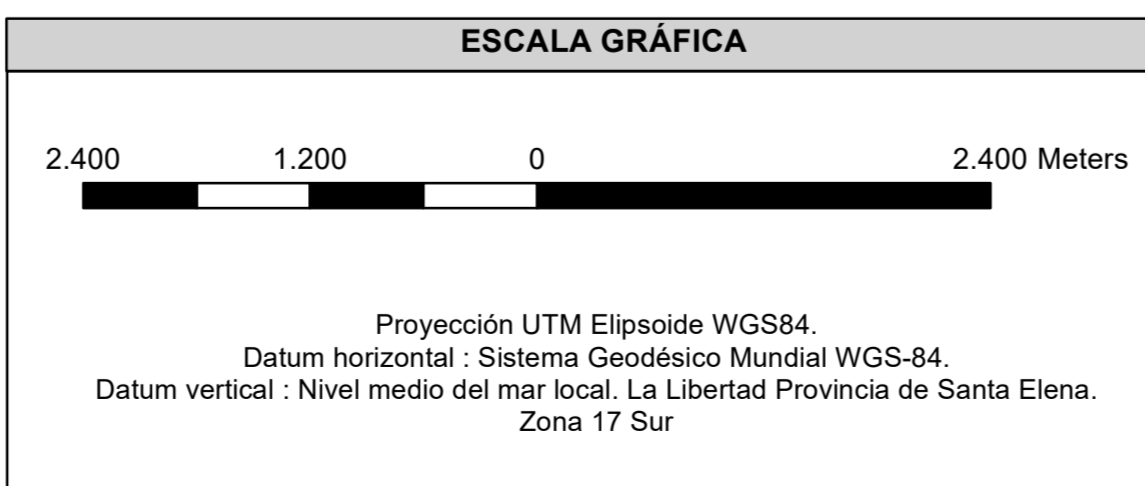 ESCALA GRÁFICA
2.400 1.200 0 2.400 Meters
Proyección UTM Elipsoide WGS84.
Datum horizontal : Sistema Geodésico Mundial WGS-84.
Datum vertical : Nivel medio del mar local. La Libertad Provincia de Santa Elena.
Zona 17 Sur